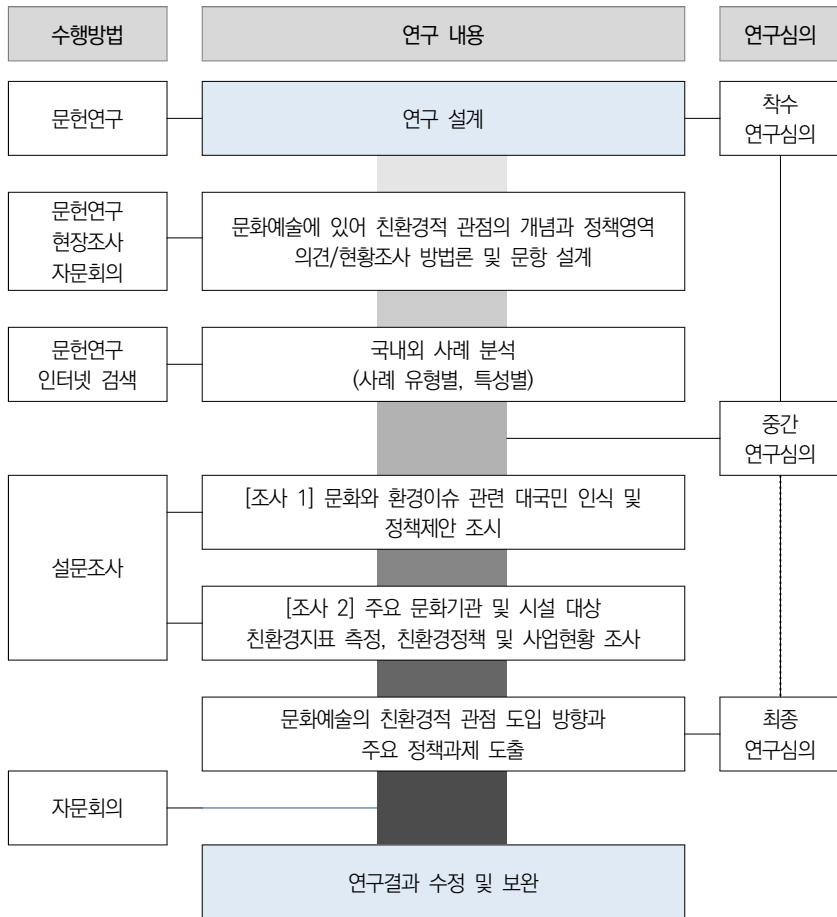 수행방법
연구 내용
연구심의
문헌연구
연구 설계
착수
연구심의
문헌연구
현장조사
자문회의
문화예술에 있어 친환경적 관점의 개념과 정책영역
의견/현황조사 방법론 및 문항 설계
문헌연구
인터넷 검색
국내외 사례 분석
(사례 유형별, 특성별)
중간
연구심의
설문조사
[조사 1] 문화와 환경이슈 관련 대국민 인식 및
정책제안 조시
[조사 2] 주요 문화기관 및 시설 대상
친환경지표 측정, 친환경정책 및 사업현황 조사
문화예술의 친환경적 관점 도입 방향과
주요 정책과제 도출
최종
연구심의
자문회의
연구결과 수정 및 보완